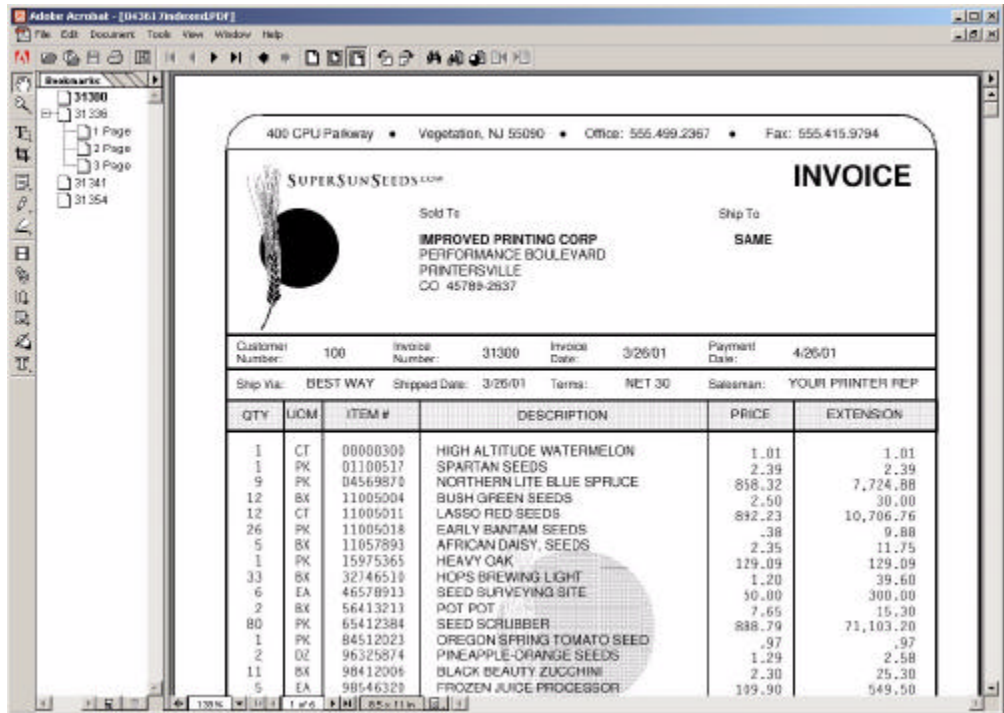 Adobe Acrobat - [043617indexed.PDF]
File Edit Document Tools View Window Help
Bookmarks
31300
31336
1 Page
2 Page
3 Page
31341
31354
400 CPU Parkway • Vegetation, NJ 55090 • Office: 555.499.2367 • Fax: 555.415.9794
SUPERSUNSEEDS.COM
INVOICE
Sold To Ship To
IMPROVED PRINTING CORP SAME
PERFORMANCE BOULEVARD
PRINTERSVILLE
CO 45789-2637
Customer Number: 100 Invoice Number: 31300 Invoice Date: 3/26/01 Payment Date: 4/26/01
Ship Via: BEST WAY Shipped Date: 3/26/01 Terms: NET 30 Salesman: YOUR PRINTER REP
QTY UOM ITEM # DESCRIPTION PRICE EXTENSION
1 CT 00000300 HIGH ALTITUDE WATERMELON 1.01 1.01
1 PK 01100517 SPARTAN SEEDS 2.39 2.39
9 PK 04569870 NORTHERN LITE BLUE SPRUCE 858.32 7,724.88
12 BX 11005004 BUSH GREEN SEEDS 2.50 30.00
12 CT 11005011 LASSO RED SEEDS 892.23 10,706.76
26 PK 11005018 EARLY BANTAM SEEDS .38 9.88
5 BX 11057893 AFRICAN DAISY, SEEDS 2.35 11.75
1 PK 15975365 HEAVY OAK 129.09 129.09
33 BX 32746510 HOPS BREWING LIGHT 1.20 39.60
6 EA 46578913 SEED SURVEYING SITE 50.00 300.00
2 BX 56413213 POT POT 7.65 15.30
80 PK 65412384 SEED SCRUBBER 888.79 71,103.20
1 PK 84512023 OREGON SPRING TOMATO SEED .97 .97
2 DZ 96325874 PINEAPPLE-ORANGE SEEDS 1.29 2.58
11 BX 98412006 BLACK BEAUTY ZUCCHINI 2.30 25.30
5 EA 98546320 FROZEN JUICE PROCESSOR 109.90 549.50
138% 1 of 6 8.5 x 11 in